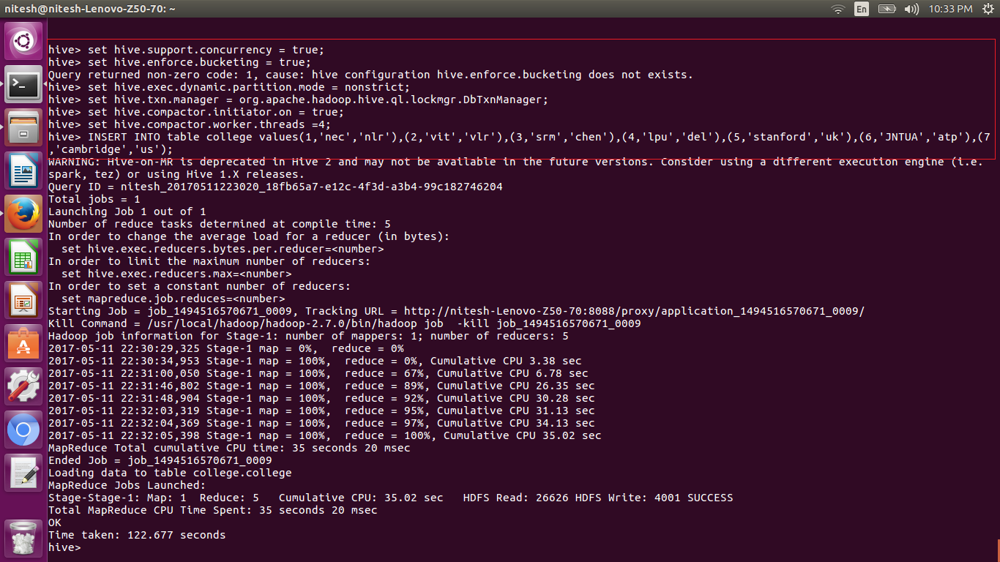 nitesh@nitesh-Lenovo-Z50-70: ~
En
10:33 PM
hive> set hive.support.concurrency = true;
hive> set hive.enforce.bucketing = true;
Query returned non-zero code: 1, cause: hive configuration hive.enforce.bucketing does not exists.
hive> set hive.exec.dynamic.partition.mode = nonstrict;
hive> set hive.txn.manager = org.apache.hadoop.hive.ql.lockmgr.DbTxnManager;
hive> set hive.compactor.initiator.on = true;
hive> set hive.compactor.worker.threads =4;
hive> INSERT INTO table college values(1,'nec','nlr'),(2,'vit','vlr'),(3,'srm','chen'),(4,'lpu','del'),(5,'stanford','uk'),(6,'JNTUA','atp'),(7
,'cambridge','us');
WARNING: Hive-on-MR is deprecated in Hive 2 and may not be available in the future versions. Consider using a different execution engine (i.e.
spark, tez) or using Hive 1.X releases.
Query ID = nitesh_20170511223020_18fb65a7-e12c-4f3d-a3b4-99c182746204
Total jobs = 1
Launching Job 1 out of 1
Number of reduce tasks determined at compile time: 5
In order to change the average load for a reducer (in bytes):
  set hive.exec.reducers.bytes.per.reducer=<number>
In order to limit the maximum number of reducers:
  set hive.exec.reducers.max=<number>
In order to set a constant number of reducers:
  set mapreduce.job.reduces=<number>
Starting Job = job_1494516570671_0009, Tracking URL = http://nitesh-Lenovo-Z50-70:8088/proxy/application_1494516570671_0009/
Kill Command = /usr/local/hadoop/hadoop-2.7.0/bin/hadoop job  -kill job_1494516570671_0009
Hadoop job information for Stage-1: number of mappers: 1; number of reducers: 5
2017-05-11 22:30:29,325 Stage-1 map = 0%,  reduce = 0%
2017-05-11 22:30:34,953 Stage-1 map = 100%,  reduce = 0%, Cumulative CPU 3.38 sec
2017-05-11 22:31:00,050 Stage-1 map = 100%,  reduce = 67%, Cumulative CPU 6.78 sec
2017-05-11 22:31:46,802 Stage-1 map = 100%,  reduce = 89%, Cumulative CPU 26.35 sec
2017-05-11 22:31:48,904 Stage-1 map = 100%,  reduce = 92%, Cumulative CPU 30.28 sec
2017-05-11 22:32:03,319 Stage-1 map = 100%,  reduce = 95%, Cumulative CPU 31.13 sec
2017-05-11 22:32:04,369 Stage-1 map = 100%,  reduce = 97%, Cumulative CPU 34.13 sec
2017-05-11 22:32:05,398 Stage-1 map = 100%,  reduce = 100%, Cumulative CPU 35.02 sec
MapReduce Total cumulative CPU time: 35 seconds 20 msec
Ended Job = job_1494516570671_0009
Loading data to table college.college
MapReduce Jobs Launched:
Stage-Stage-1: Map: 1  Reduce: 5   Cumulative CPU: 35.02 sec   HDFS Read: 26626 HDFS Write: 4001 SUCCESS
Total MapReduce CPU Time Spent: 35 seconds 20 msec
OK
Time taken: 122.677 seconds
hive>